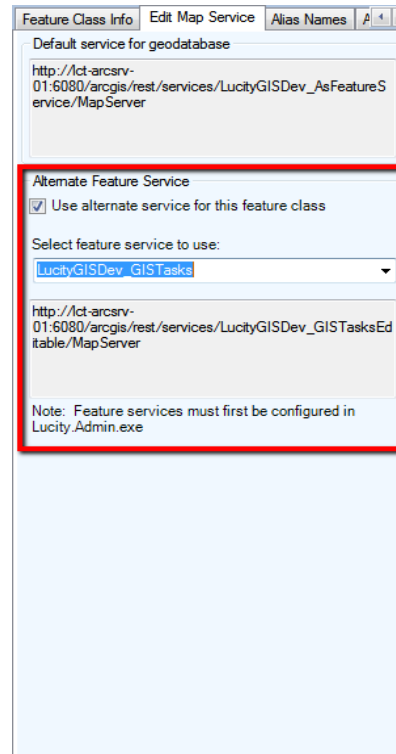 Feature Class Info Edit Map Service Alias Names A
Default service for geodatabase
http://lct-arcsrv-
01:6080/arcgis/rest/services/LucityGISDev_AsFeatureS
ervice/MapServer
Alternate Feature Service
Use alternate service for this feature class
Select feature service to use:
LucityGISDev_GISTasks
http://lct-arcsrv-
01:6080/arcgis/rest/services/LucityGISDev_GISTasksEd
itable/MapServer
Note: Feature services must first be configured in
Lucity.Admin.exe